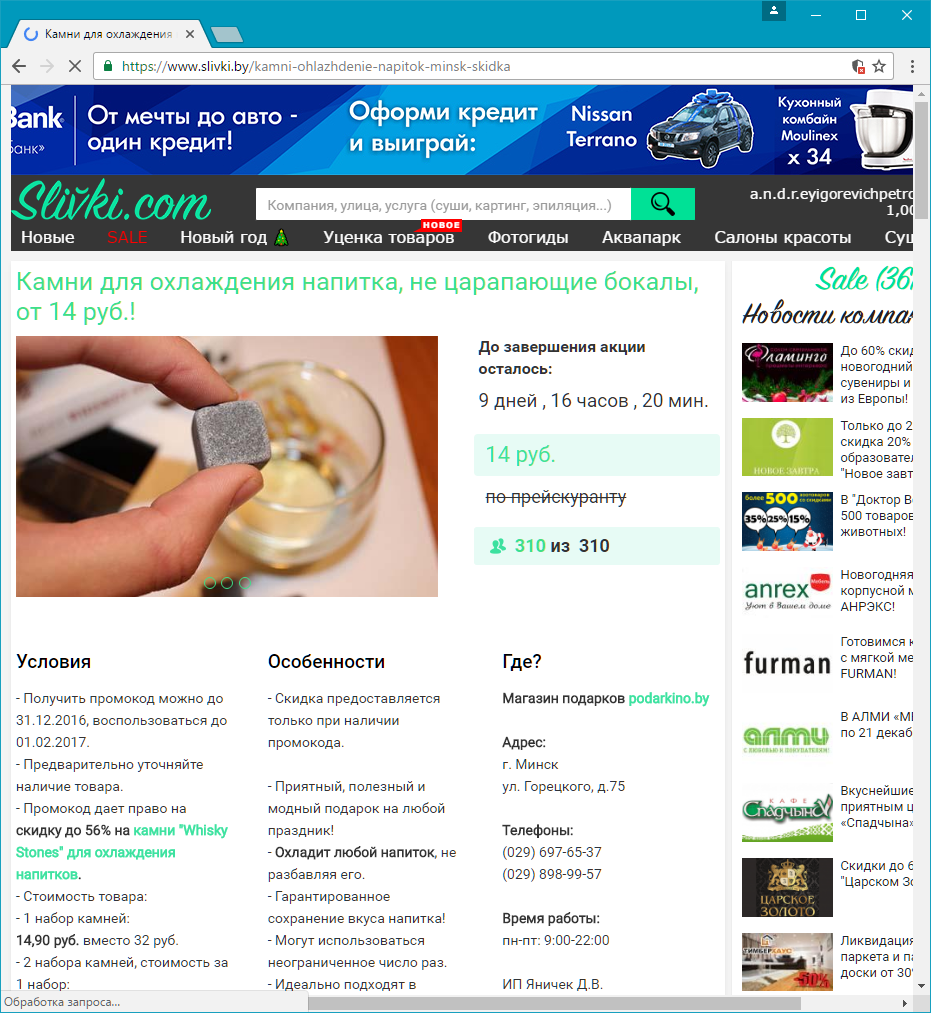 Камни для охлаждения
https://www.slivki.by/kamni-ohlazhdenie-napitok-minsk-skidka
Bank
банк»
От мечты до авто -
один кредит!
Оформи кредит
и выиграй:
Nissan
Terrano
Кухонный
комбайн
Moulinex
x 34
Slivki.com
Компания, улица, услуга (суши, картинг, эпиляция...)
a.n.d.r.eyigorevichpetro
1,00
НОВОЕ
Новые SALE Новый год Уценка товаров Фотогиды Аквапарк Салоны красоты Суш
Камни для охлаждения напитка, не царапающие бокалы,
от 14 руб.!
До завершения акции
осталось:
9 дней , 16 часов , 20 мин.
14 руб.
по прейскуранту
310 из 310
Условия
- Получить промокод можно до
31.12.2016, воспользоваться до
01.02.2017.
- Предварительно уточняйте
наличие товара.
- Промокод дает право на
скидку до 56% на камни "Whisky
Stones" для охлаждения
напитков.
- Стоимость товара:
- 1 набор камней:
14,90 руб. вместо 32 руб.
- 2 набора камней, стоимость за
1 набор:
Особенности
- Скидка предоставляется
только при наличии
промокода.
- Приятный, полезный и
модный подарок на любой
праздник!
- Охладит любой напиток, не
разбавляя его.
- Гарантированное
сохранение вкуса напитка!
- Могут использоваться
неограниченное число раз.
- Идеально подходят в
Где?
Магазин подарков podarkino.by
Адрес:
г. Минск
ул. Горецкого, д.75
Телефоны:
(029) 697-65-37
(029) 898-99-57
Время работы:
пн-пт: 9:00-22:00
ИП Яничек Д.В.
Sale (36
Новости компа
Фламинго
До 60% скид
новогодний
сувениры и
из Европы!
НОВОЕ ЗАВТРА
Только до 2
скидка 20%
образовател
"Новое завт
более 500 зоотоваров со скидками
35% 25% 15%
В "Доктор Ве
500 товаров
животных!
anrex
Мебель
Уют в Вашем доме
Новогодняя
корпусной м
АНРЭКС!
furman
Готовимся к
с мягкой ме
FURMAN!
алми
С ЛЮБОВЬЮ К ПОКУПАТЕЛЯМ!
В АЛМИ «МЕ
по 21 декаб
КАФЕ
Спадчына
Вкуснейшие
приятным ц
«Спадчына»
ЦАРСКОЕ
ЗОЛОТО
Скидки до 6
"Царском Зо
ТИМБЕРХАУС
-50%
Ликвидация
паркета и па
доски от 30%
Обработка запроса...